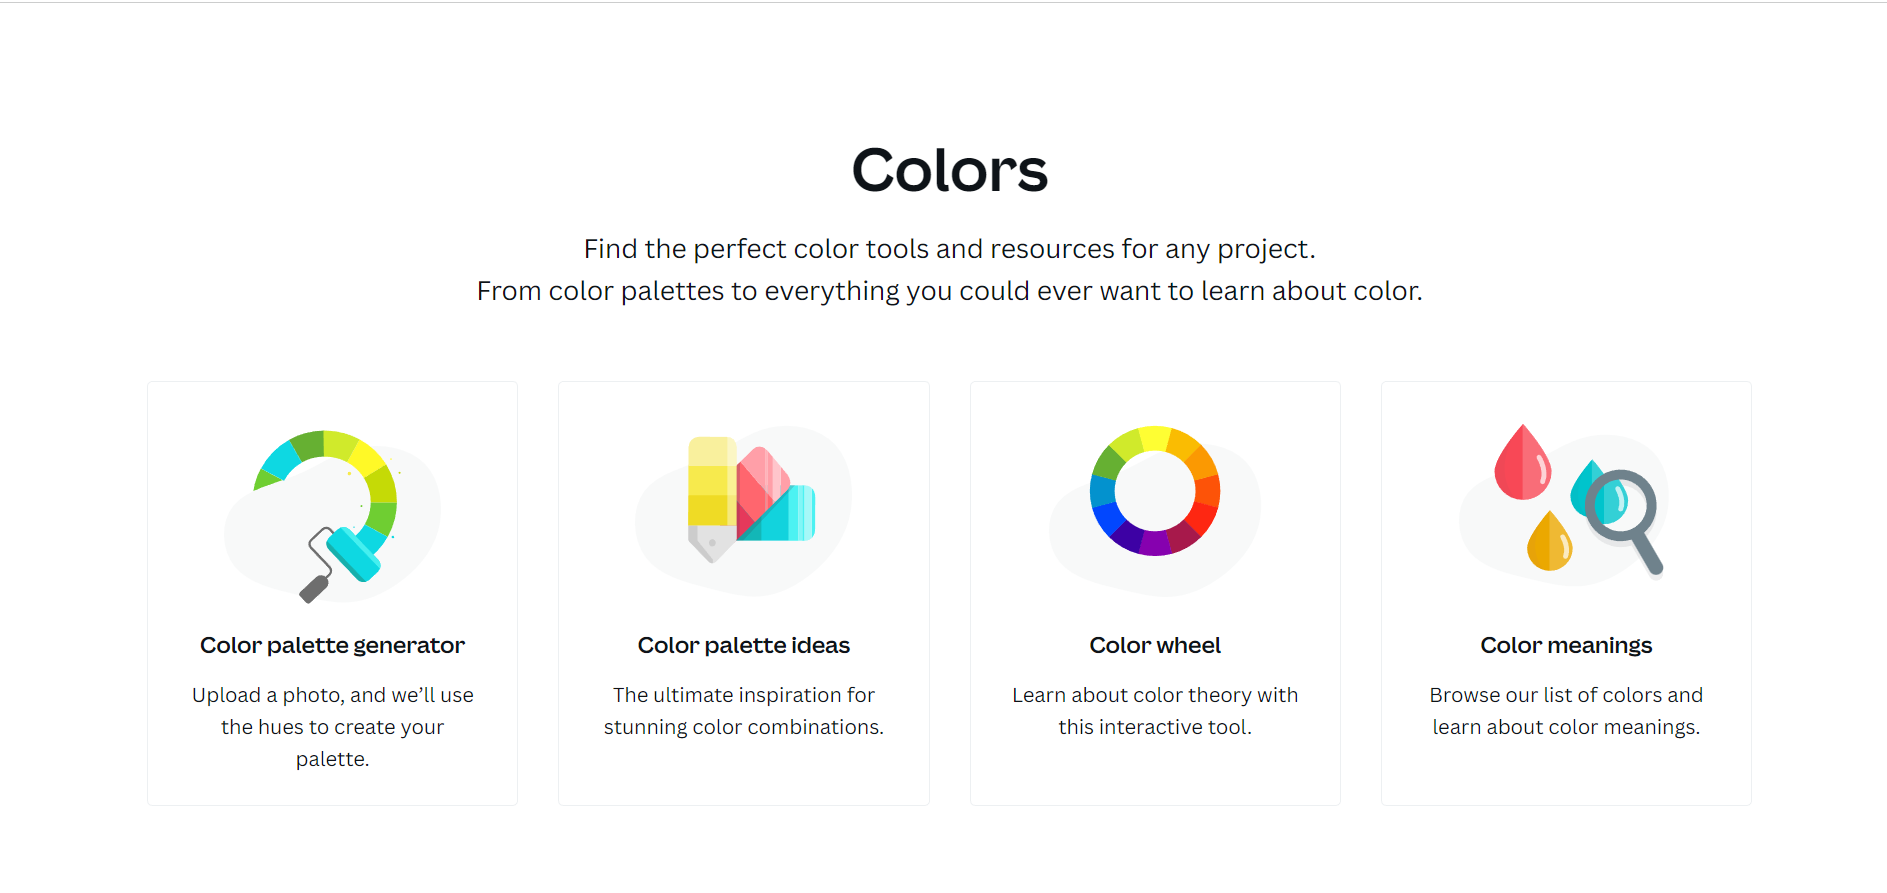 Colors
Find the perfect color tools and resources for any project.
From color palettes to everything you could ever want to learn about color.
Color palette generator
Upload a photo, and we’ll use
the hues to create your
palette.
Color palette ideas
The ultimate inspiration for
stunning color combinations.
Color wheel
Learn about color theory with
this interactive tool.
Color meanings
Browse our list of colors and
learn about color meanings.